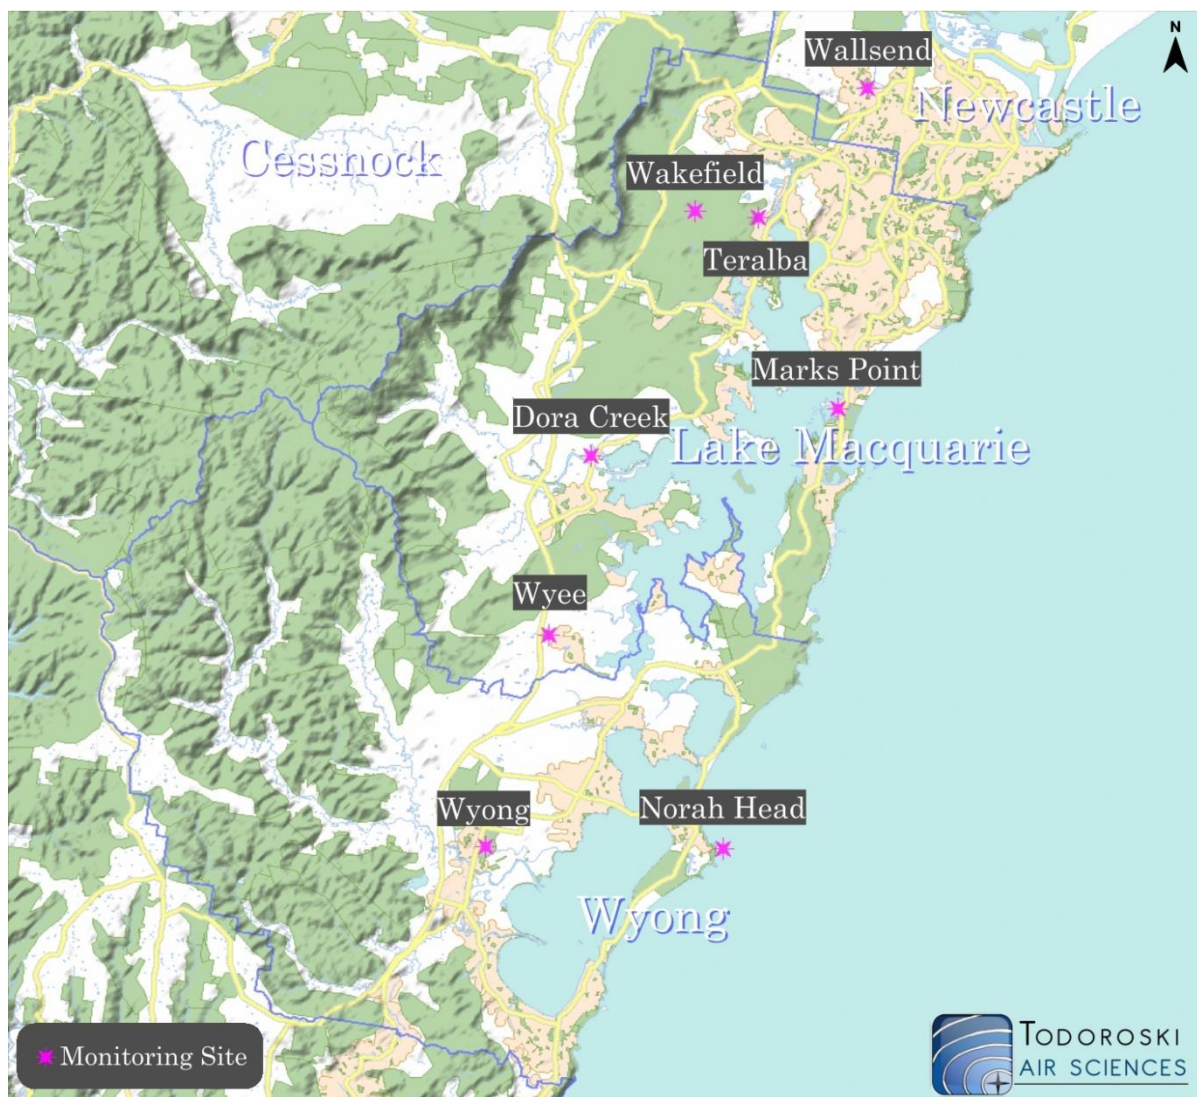 N
Wallsend
Newcastle
Cessnock
Wakefield
Teralba
Marks Point
Dora Creek
Lake Macquarie
Wyee
Wyong
Norah Head
Wyong
Monitoring Site
TODOROSKI
AIR SCIENCES